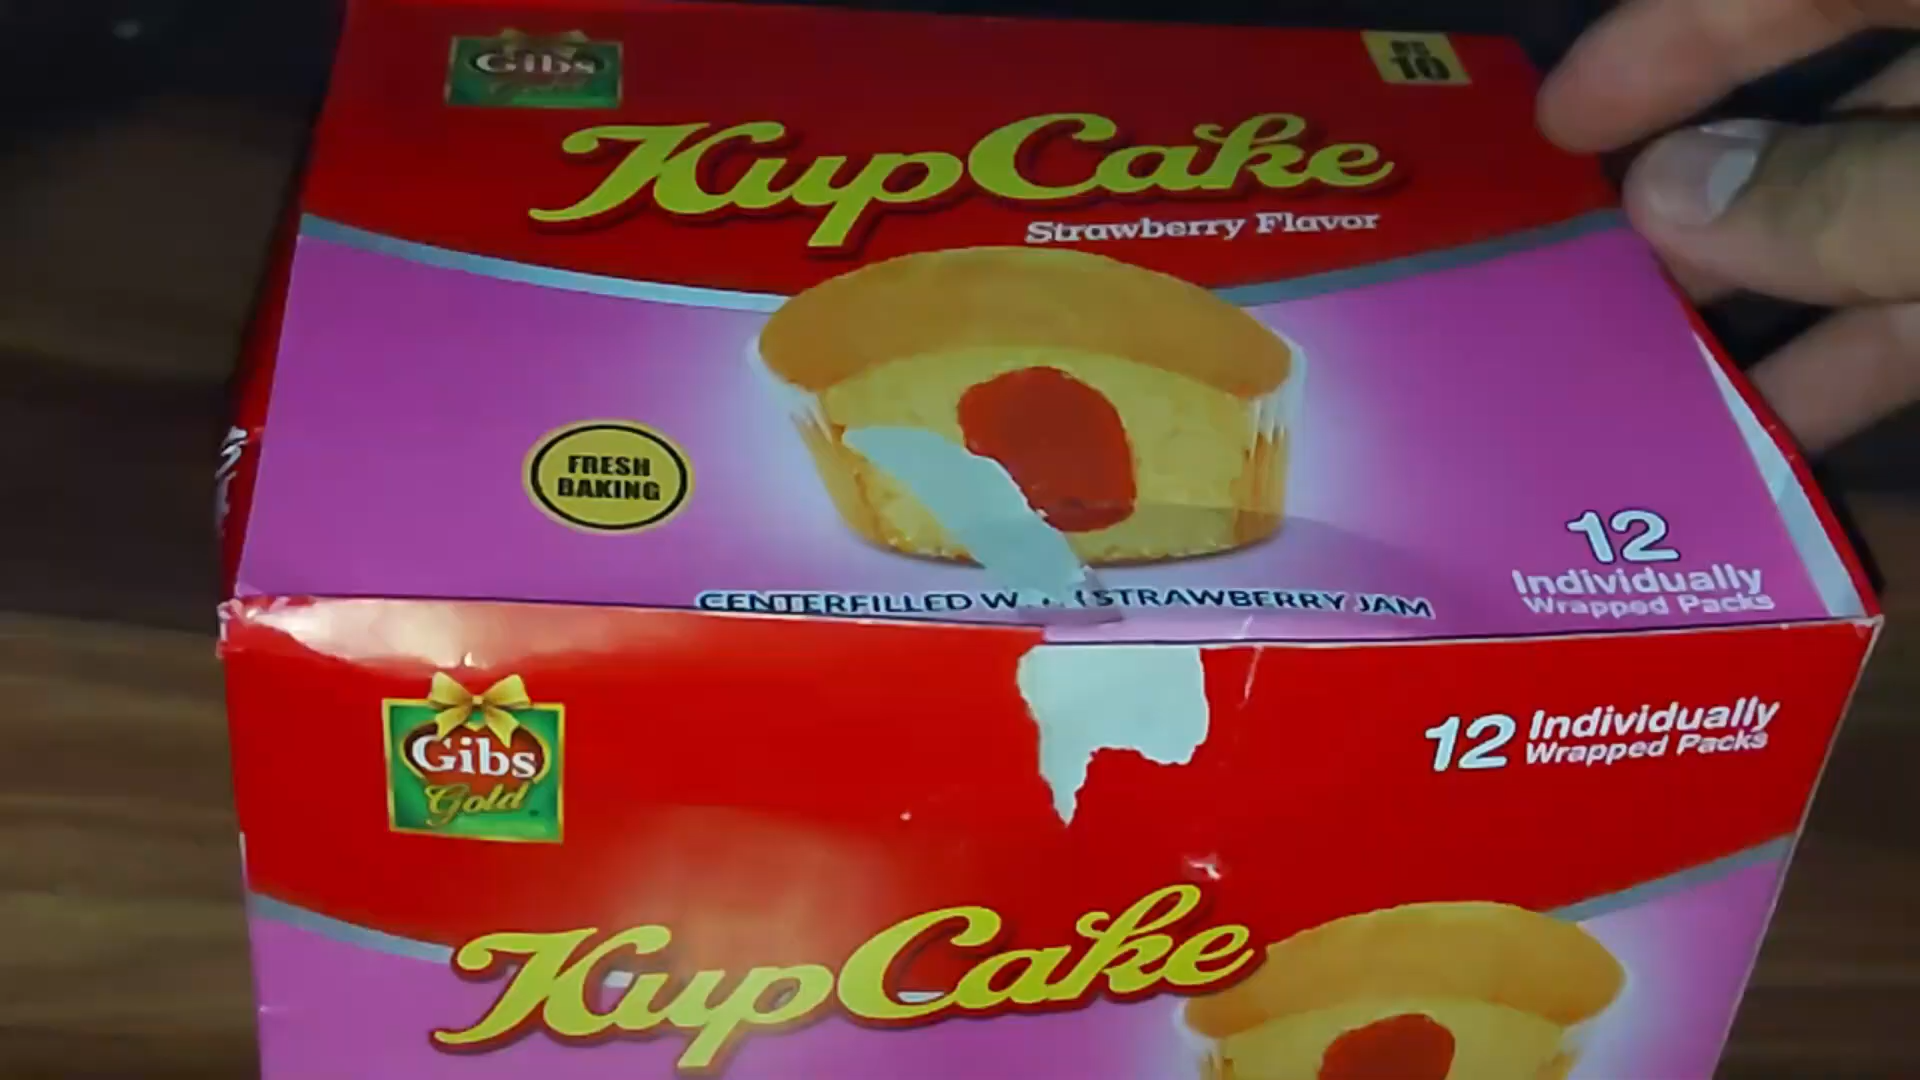 Gibs
Gold
RS
10
KupCake
Strawberry Flavor
FRESH
BAKING
12
Individually
Wrapped Packs
CENTERFILLED W STRAWBERRY JAM
Gibs
Gold
12 Individually
Wrapped Packs
KupCake